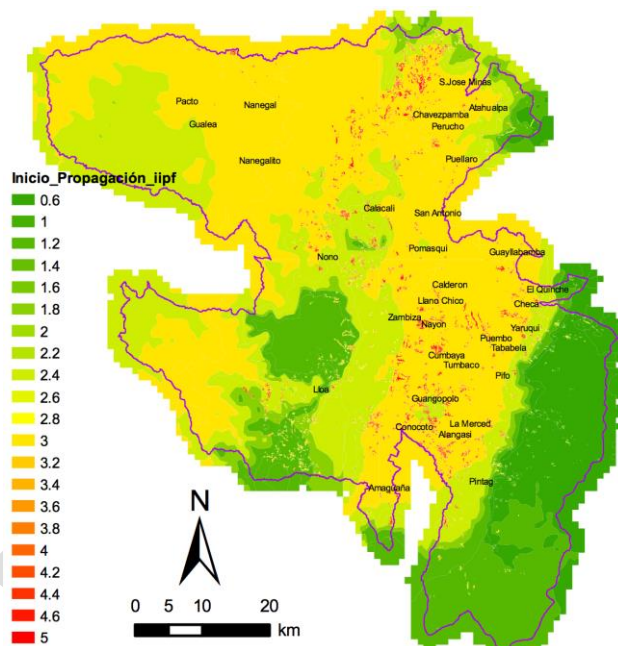 S.Jose Minas
Pacto
Nanegal
Atahualpa
Chavezpamba
Gualea
Perucho
Nanegalito
Puellaro
Inicio_Propagación_iipf
0.6
1
1.2
1.4
1.6
1.8
2
2.2
2.4
2.6
2.8
3
3.2
3.4
3.6
3.8
4
4.2
4.4
4.6
5
Calacali
San Antonio
Pomasqui
Guayllabamba
Nono
Calderon
El Quinche
Llano Chico
Checa
Zambiza
Nayon
Yaruqui
Puembo
Tababela
Cumbaya
Tumbaco
Pifo
Lloa
Guangopolo
La Merced
Conocoto
Alangasi
Amaguaña
Pintag
N
0 5 10 20
km